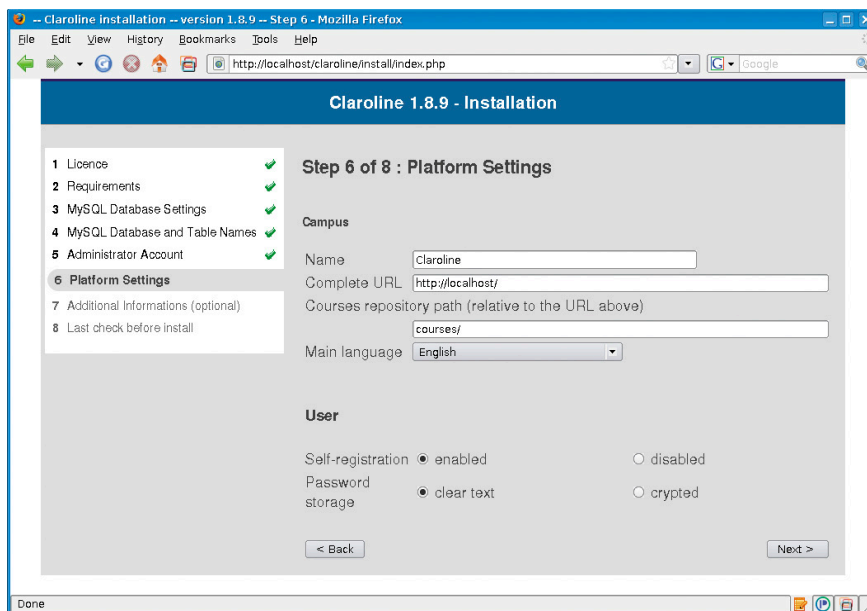 -- Claroline installation -- version 1.8.9 -- Step 6 - Mozilla Firefox
File Edit View History Bookmarks Tools Help
http://localhost/claroline/install/index.php
G Google
Claroline 1.8.9 - Installation
1 Licence
2 Requirements
3 MySQL Database Settings
4 MySQL Database and Table Names
5 Administrator Account
6 Platform Settings
7 Additional Informations (optional)
8 Last check before install
Step 6 of 8 : Platform Settings
Campus
Name Claroline
Complete URL http://localhost/
Courses repository path (relative to the URL above)
courses/
Main language English
User
Self-registration enabled disabled
Password
storage clear text crypted
< Back Next >
Done